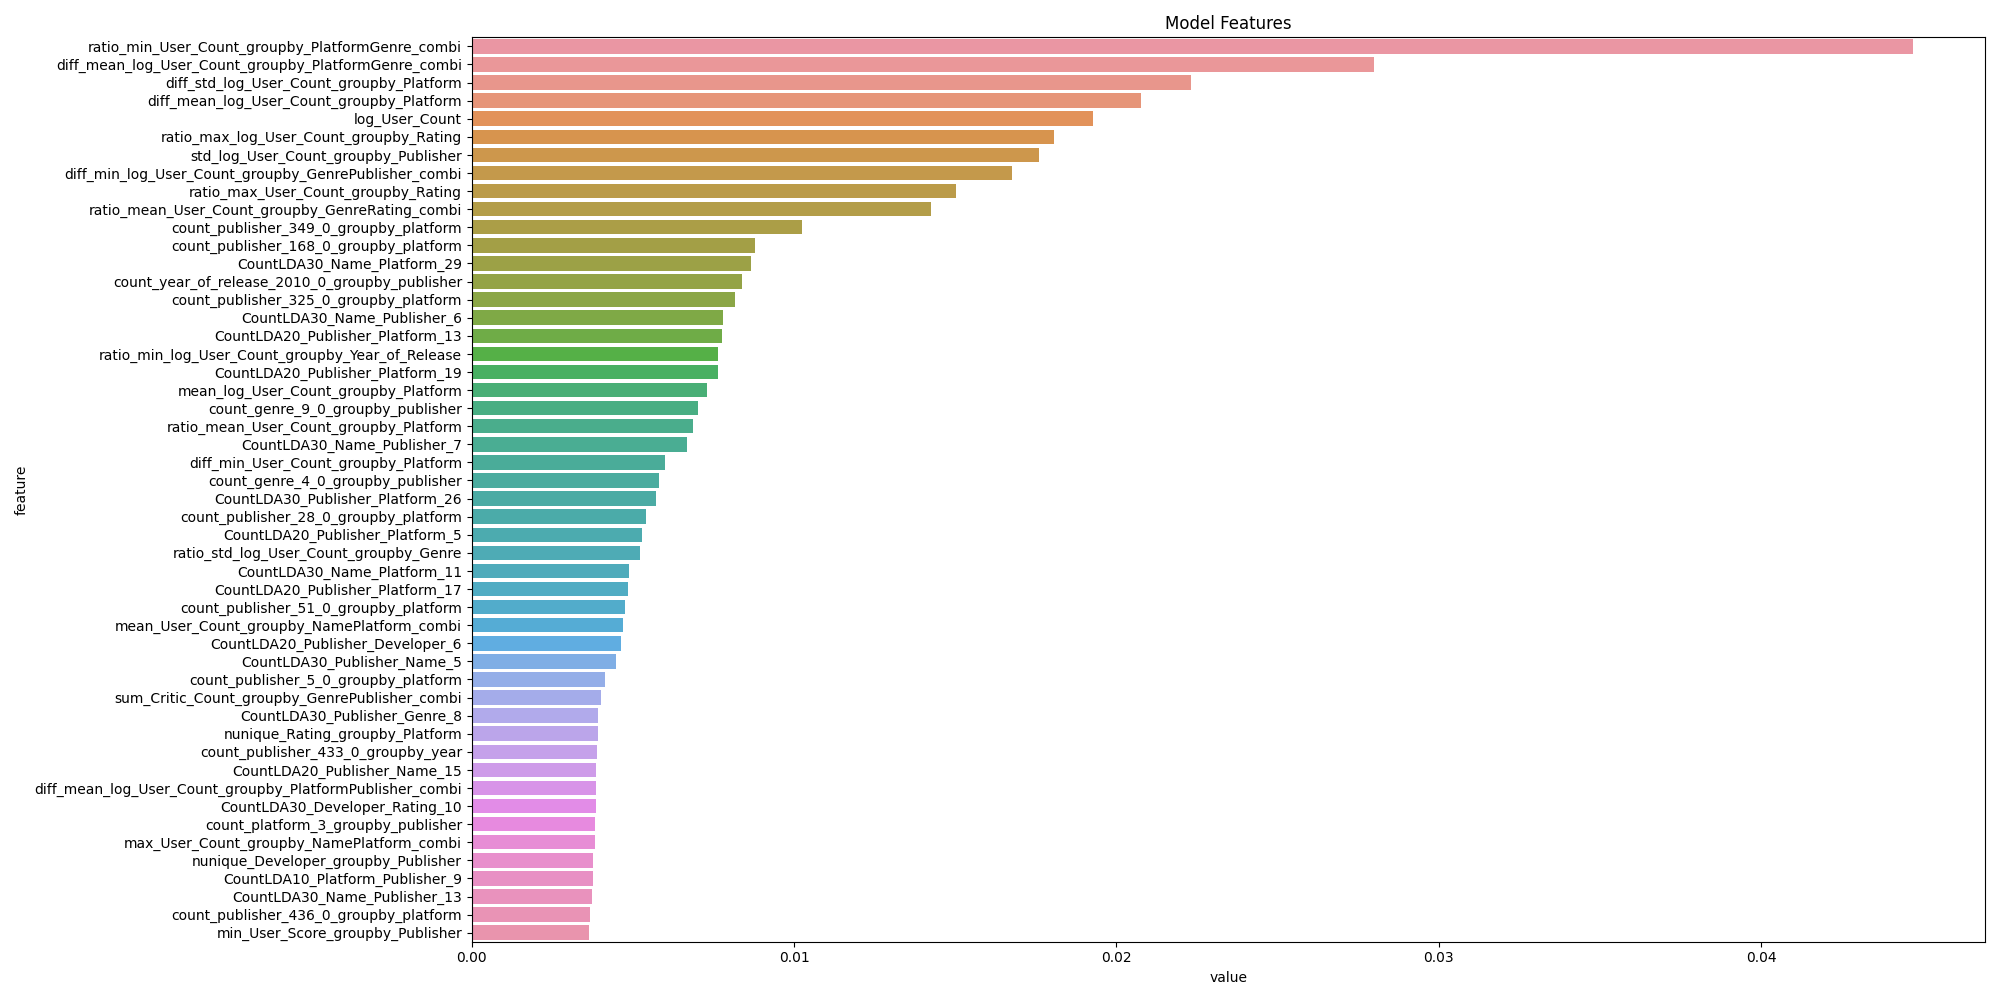 Model Features
ratio_min_User_Count_groupby_PlatformGenre_combi
diff_mean_log_User_Count_groupby_PlatformGenre_combi
diff_std_log_User_Count_groupby_Platform
diff_mean_log_User_Count_groupby_Platform
log_User_Count
ratio_max_log_User_Count_groupby_Rating
std_log_User_Count_groupby_Publisher
diff_min_log_User_Count_groupby_GenrePublisher_combi
ratio_max_User_Count_groupby_Rating
ratio_mean_User_Count_groupby_GenreRating_combi
count_publisher_349_0_groupby_platform
count_publisher_168_0_groupby_platform
CountLDA30_Name_Platform_29
count_year_of_release_2010_0_groupby_publisher
count_publisher_325_0_groupby_platform
CountLDA30_Name_Publisher_6
CountLDA20_Publisher_Platform_13
ratio_min_log_User_Count_groupby_Year_of_Release
CountLDA20_Publisher_Platform_19
mean_log_User_Count_groupby_Platform
count_genre_9_0_groupby_publisher
ratio_mean_User_Count_groupby_Platform
CountLDA30_Name_Publisher_7
diff_min_User_Count_groupby_Platform
count_genre_4_0_groupby_publisher
CountLDA30_Publisher_Platform_26
count_publisher_28_0_groupby_platform
CountLDA20_Publisher_Platform_5
ratio_std_log_User_Count_groupby_Genre
CountLDA30_Name_Platform_11
CountLDA20_Publisher_Platform_17
count_publisher_51_0_groupby_platform
mean_User_Count_groupby_NamePlatform_combi
CountLDA20_Publisher_Developer_6
CountLDA30_Publisher_Name_5
count_publisher_5_0_groupby_platform
sum_Critic_Count_groupby_GenrePublisher_combi
CountLDA30_Publisher_Genre_8
nunique_Rating_groupby_Platform
count_publisher_433_0_groupby_year
CountLDA20_Publisher_Name_15
diff_mean_log_User_Count_groupby_PlatformPublisher_combi
CountLDA30_Developer_Rating_10
count_platform_3_groupby_publisher
max_User_Count_groupby_NamePlatform_combi
nunique_Developer_groupby_Publisher
CountLDA10_Platform_Publisher_9
CountLDA30_Name_Publisher_13
count_publisher_436_0_groupby_platform
min_User_Score_groupby_Publisher
feature
0.00 0.01 0.02 0.03 0.04
value